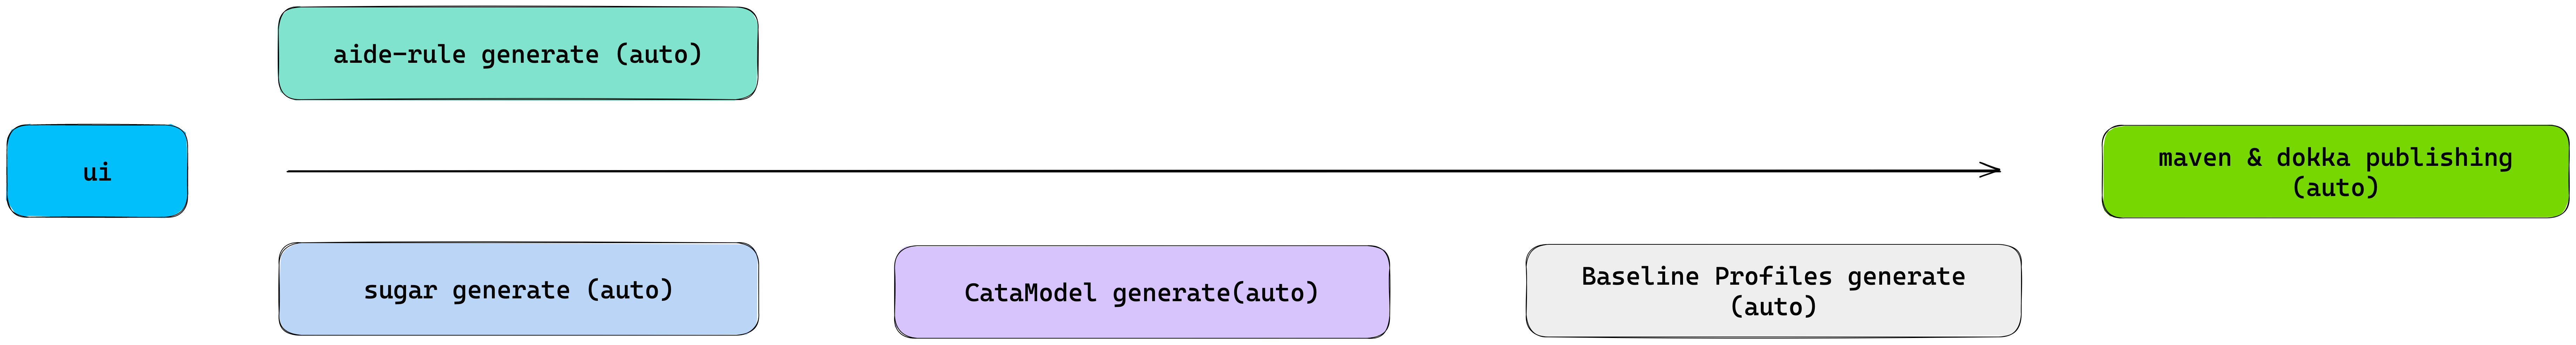 aide-rule generate (auto)
ui
maven & dokka publishing
(auto)
sugar generate (auto)
CataModel generate(auto)
Baseline Profiles generate
(auto)